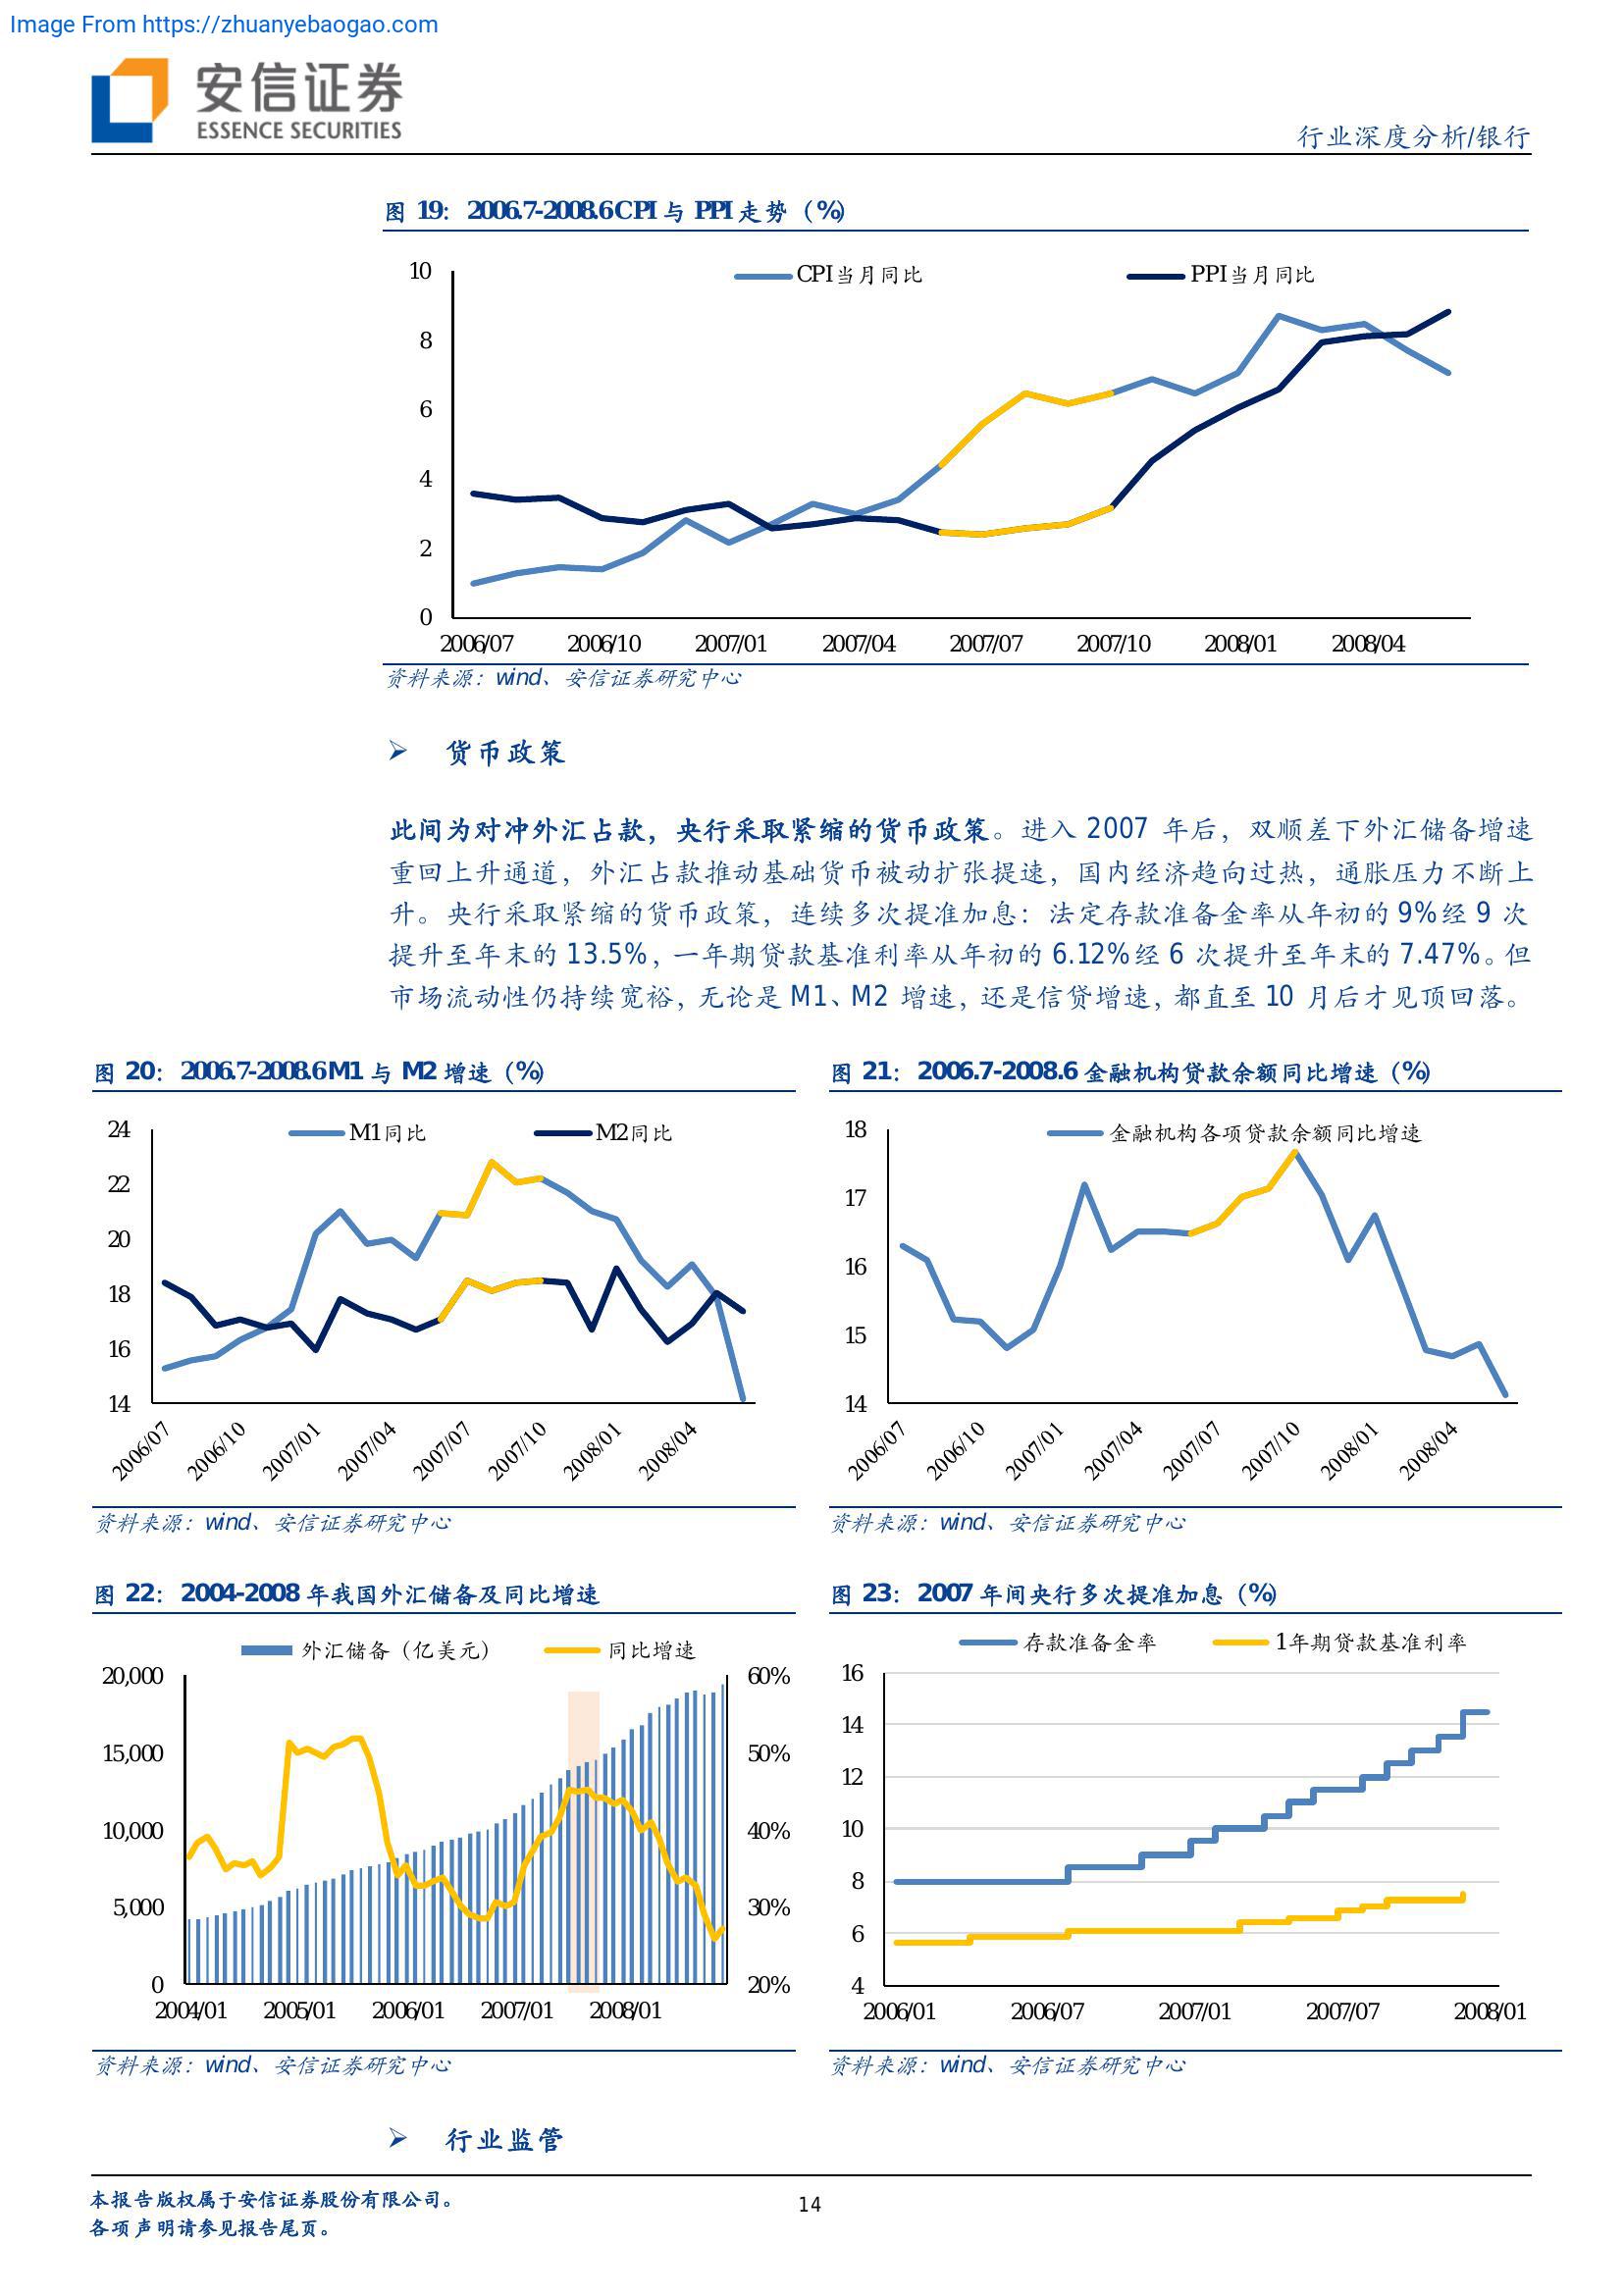 Image From https://zhuanyebaogao.com
安信证券
ESSENCE SECURITIES
行业深度分析/银行
图 19：2006.7-2008.6CPI 与 PPI 走势（%）
CPI当月同比 PPI当月同比
10
8
6
4
2
0
2006/07 2006/10 2007/01 2007/04 2007/07 2007/10 2008/01 2008/04
资料来源：wind、安信证券研究中心
➢ 货币政策
此间为对冲外汇占款，央行采取紧缩的货币政策。进入 2007 年后，双顺差下外汇储备增速
重回上升通道，外汇占款推动基础货币被动扩张提速，国内经济趋向过热，通胀压力不断上
升。央行采取紧缩的货币政策，连续多次提准加息：法定存款准备金率从年初的 9%经 9 次
提升至年末的 13.5%，一年期贷款基准利率从年初的 6.12%经 6 次提升至年末的 7.47%。但
市场流动性仍持续宽裕，无论是 M1、M2 增速，还是信贷增速，都直至 10 月后才见顶回落。
图 20：2006.7-2008.6M1 与 M2 增速（%）
M1同比 M2同比
24
22
20
18
16
14
2006/07 2006/10 2007/01 2007/04 2007/07 2007/10 2008/01 2008/04
资料来源：wind、安信证券研究中心
图 21：2006.7-2008.6 金融机构贷款余额同比增速（%）
金融机构各项贷款余额同比增速
18
17
16
15
14
2006/07 2006/10 2007/01 2007/04 2007/07 2007/10 2008/01 2008/04
资料来源：wind、安信证券研究中心
图 22：2004-2008 年我国外汇储备及同比增速
外汇储备（亿美元） 同比增速
20,000 60%
15,000 50%
10,000 40%
5,000 30%
0 20%
2004/01 2005/01 2006/01 2007/01 2008/01
资料来源：wind、安信证券研究中心
图 23：2007 年间央行多次提准加息（%）
存款准备金率 1年期贷款基准利率
16
14
12
10
8
6
4
2006/01 2006/07 2007/01 2007/07 2008/01
资料来源：wind、安信证券研究中心
➢ 行业监管
本报告版权属于安信证券股份有限公司。
各项声明请参见报告尾页。
14